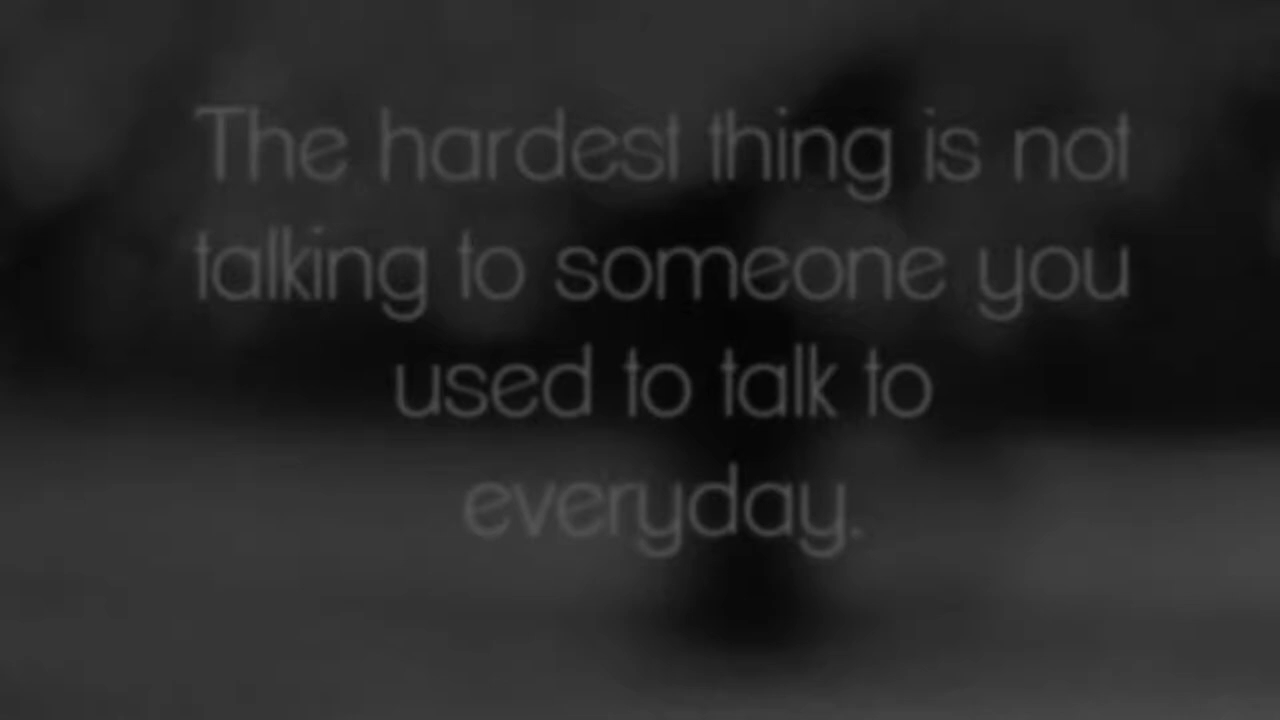 The hardest thing is not
talking to someone you
used to talk to
everyday.